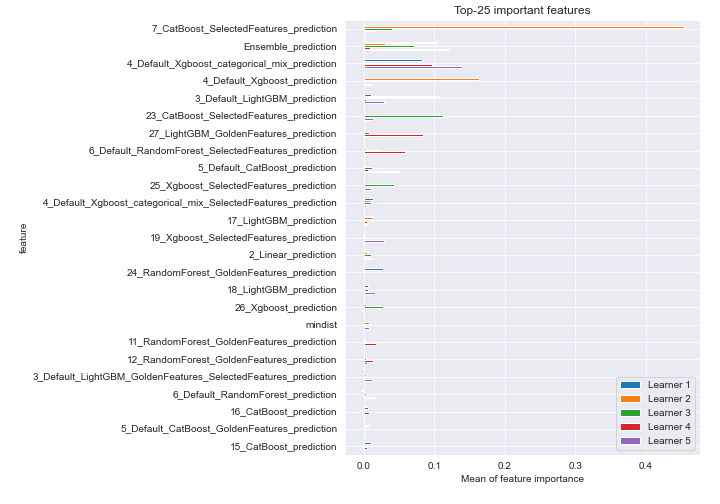 Top-25 important features
7_CatBoost_SelectedFeatures_prediction
Ensemble_prediction
4_Default_Xgboost_categorical_mix_prediction
4_Default_Xgboost_prediction
3_Default_LightGBM_prediction
23_CatBoost_SelectedFeatures_prediction
27_LightGBM_GoldenFeatures_prediction
6_Default_RandomForest_SelectedFeatures_prediction
5_Default_CatBoost_prediction
25_Xgboost_SelectedFeatures_prediction
4_Default_Xgboost_categorical_mix_SelectedFeatures_prediction
17_LightGBM_prediction
19_Xgboost_SelectedFeatures_prediction
2_Linear_prediction
24_RandomForest_GoldenFeatures_prediction
18_LightGBM_prediction
26_Xgboost_prediction
mindist
11_RandomForest_GoldenFeatures_prediction
12_RandomForest_GoldenFeatures_prediction
3_Default_LightGBM_GoldenFeatures_SelectedFeatures_prediction
6_Default_RandomForest_prediction
16_CatBoost_prediction
5_Default_CatBoost_GoldenFeatures_prediction
15_CatBoost_prediction
feature
Learner 1
Learner 2
Learner 3
Learner 4
Learner 5
0.0 0.1 0.2 0.3 0.4
Mean of feature importance